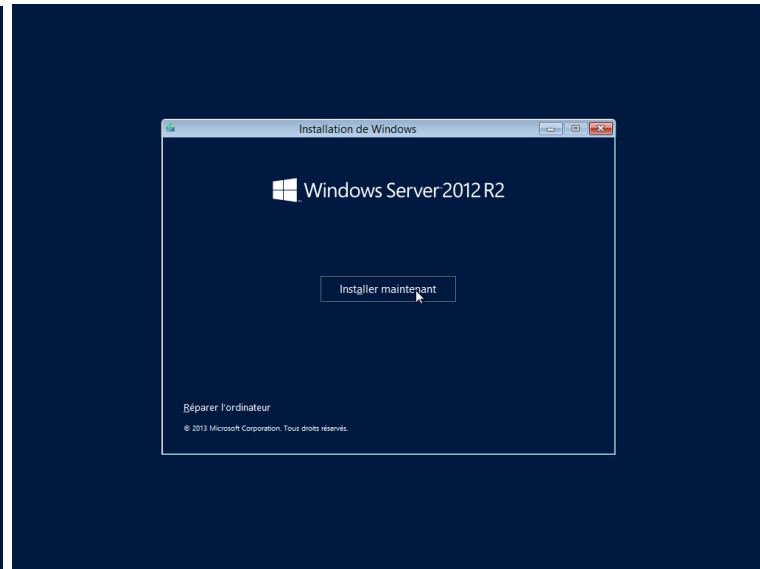 Installation de Windows
Windows Server 2012 R2
Installer maintenant
Réparer l'ordinateur
© 2013 Microsoft Corporation. Tous droits réservés.